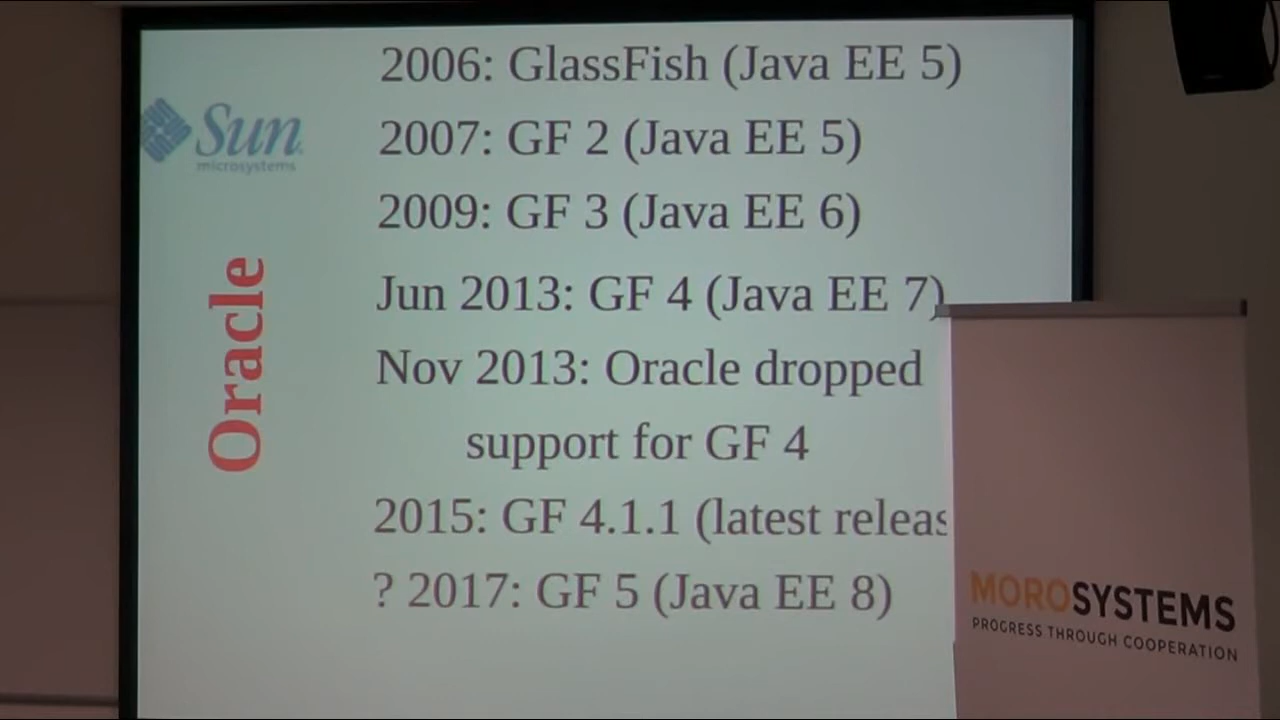 2006: GlassFish (Java EE 5)
Sun
microsystems
2007: GF 2 (Java EE 5)
2009: GF 3 (Java EE 6)
Oracle
Jun 2013: GF 4 (Java EE 7)
Nov 2013: Oracle dropped
support for GF 4
2015: GF 4.1.1 (latest releas
? 2017: GF 5 (Java EE 8)
MOROSYSTEMS
PROGRESS THROUGH COOPERATION